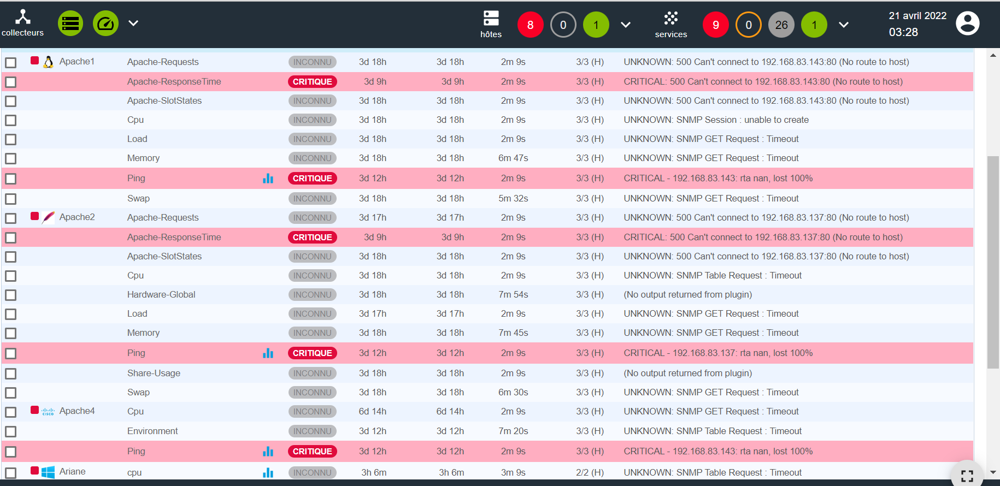 collecteurs
hôtes
8
0
1
services
9
0
26
1
21 avril 2022
03:28
Apache1 Apache-Requests INCONNU 3d 18h 3d 18h 2m 9s 3/3 (H) UNKNOWN: 500 Can't connect to 192.168.83.143:80 (No route to host)
Apache-ResponseTime CRITIQUE 3d 9h 3d 9h 2m 9s 3/3 (H) CRITICAL: 500 Can't connect to 192.168.83.143:80 (No route to host)
Apache-SlotStates INCONNU 3d 18h 3d 18h 2m 9s 3/3 (H) UNKNOWN: 500 Can't connect to 192.168.83.143:80 (No route to host)
Cpu INCONNU 3d 18h 3d 18h 2m 9s 3/3 (H) UNKNOWN: SNMP Session : unable to create
Load INCONNU 3d 18h 3d 18h 2m 9s 3/3 (H) UNKNOWN: SNMP GET Request : Timeout
Memory INCONNU 3d 18h 3d 18h 6m 47s 3/3 (H) UNKNOWN: SNMP GET Request : Timeout
Ping CRITIQUE 3d 12h 3d 12h 2m 9s 3/3 (H) CRITICAL - 192.168.83.143: rta nan, lost 100%
Swap INCONNU 3d 18h 3d 18h 5m 32s 3/3 (H) UNKNOWN: SNMP GET Request : Timeout
Apache2 Apache-Requests INCONNU 3d 17h 3d 17h 2m 9s 3/3 (H) UNKNOWN: 500 Can't connect to 192.168.83.137:80 (No route to host)
Apache-ResponseTime CRITIQUE 3d 9h 3d 9h 2m 9s 3/3 (H) CRITICAL: 500 Can't connect to 192.168.83.137:80 (No route to host)
Apache-SlotStates INCONNU 3d 18h 3d 18h 2m 9s 3/3 (H) UNKNOWN: 500 Can't connect to 192.168.83.137:80 (No route to host)
Cpu INCONNU 3d 18h 3d 18h 2m 9s 3/3 (H) UNKNOWN: SNMP Table Request : Timeout
Hardware-Global INCONNU 3d 18h 3d 18h 7m 54s 3/3 (H) (No output returned from plugin)
Load INCONNU 3d 17h 3d 17h 2m 9s 3/3 (H) UNKNOWN: SNMP GET Request : Timeout
Memory INCONNU 3d 18h 3d 18h 7m 45s 3/3 (H) UNKNOWN: SNMP GET Request : Timeout
Ping CRITIQUE 3d 12h 3d 12h 2m 9s 3/3 (H) CRITICAL - 192.168.83.137: rta nan, lost 100%
Share-Usage INCONNU 3d 18h 3d 18h 2m 9s 3/3 (H) (No output returned from plugin)
Swap INCONNU 3d 18h 3d 18h 6m 30s 3/3 (H) UNKNOWN: SNMP GET Request : Timeout
CISCO Apache4 Cpu INCONNU 6d 14h 6d 14h 2m 9s 3/3 (H) UNKNOWN: SNMP GET Request : Timeout
Environment INCONNU 3d 12h 3d 12h 7m 20s 3/3 (H) UNKNOWN: SNMP Table Request : Timeout
Ping CRITIQUE 3d 12h 3d 12h 2m 9s 3/3 (H) CRITICAL - 192.168.83.143: rta nan, lost 100%
Ariane cpu INCONNU 3h 6m 3h 6m 3m 9s 2/2 (H) UNKNOWN: SNMP Table Request : Timeout